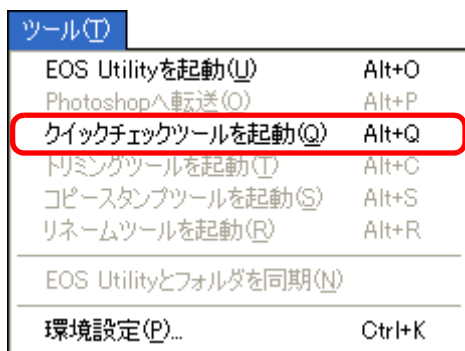 ツール(T)
EOS Utilityを起動(U) Alt+O
Photoshopへ転送(O) Alt+P
クイックチェックツールを起動(Q) Alt+Q
トリミングツールを起動(T) Alt+C
コピースタンプツールを起動(S) Alt+S
リネームツールを起動(R) Alt+R
EOS Utilityとフォルダを同期(N)
環境設定(P)... Ctrl+K